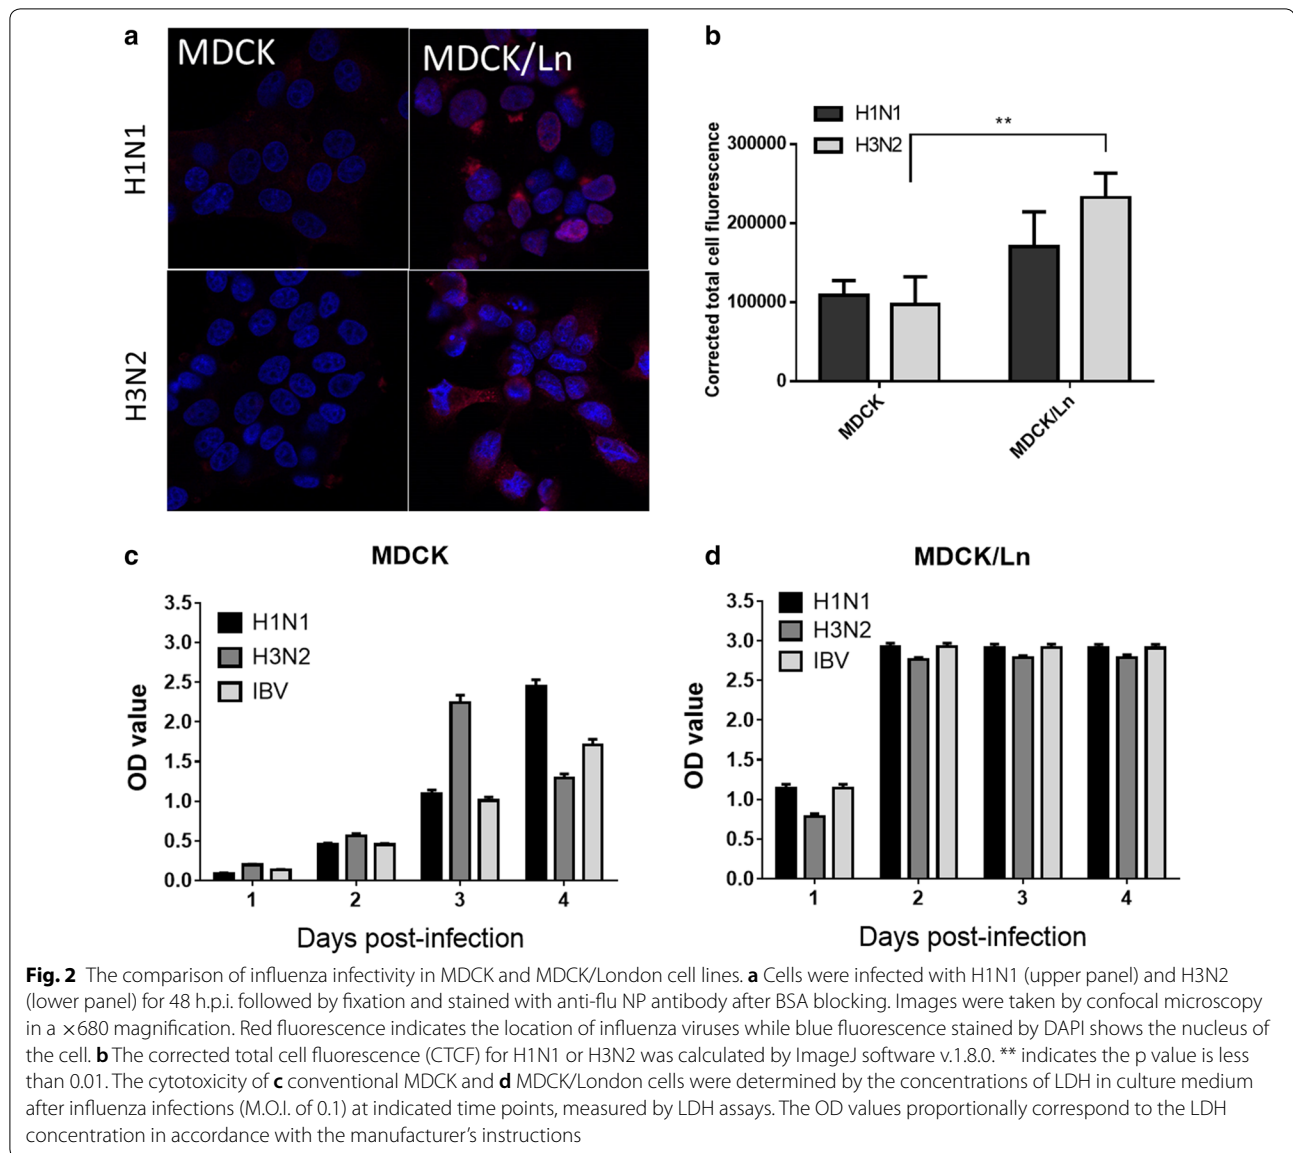 a
MDCK
MDCK/Ln
H1N1
H3N2
b
H1N1
H3N2
**
Corrected total cell fluorescence
300000
200000
100000
0
MDCK
MDCK/Ln
c
MDCK
H1N1
H3N2
IBV
OD value
3.5
3.0
2.5
2.0
1.5
1.0
0.5
0.0
1 2 3 4
Days post-infection
d
MDCK/Ln
H1N1
H3N2
IBV
OD value
3.5
3.0
2.5
2.0
1.5
1.0
0.5
0.0
1 2 3 4
Days post-infection
Fig. 2 The comparison of influenza infectivity in MDCK and MDCK/London cell lines. a Cells were infected with H1N1 (upper panel) and H3N2
(lower panel) for 48 h.p.i. followed by fixation and stained with anti-flu NP antibody after BSA blocking. Images were taken by confocal microscopy
in a ×680 magnification. Red fluorescence indicates the location of influenza viruses while blue fluorescence stained by DAPI shows the nucleus of
the cell. b The corrected total cell fluorescence (CTCF) for H1N1 or H3N2 was calculated by ImageJ software v.1.8.0. ** indicates the p value is less
than 0.01. The cytotoxicity of c conventional MDCK and d MDCK/London cells were determined by the concentrations of LDH in culture medium
after influenza infections (M.O.I. of 0.1) at indicated time points, measured by LDH assays. The OD values proportionally correspond to the LDH
concentration in accordance with the manufacturer's instructions